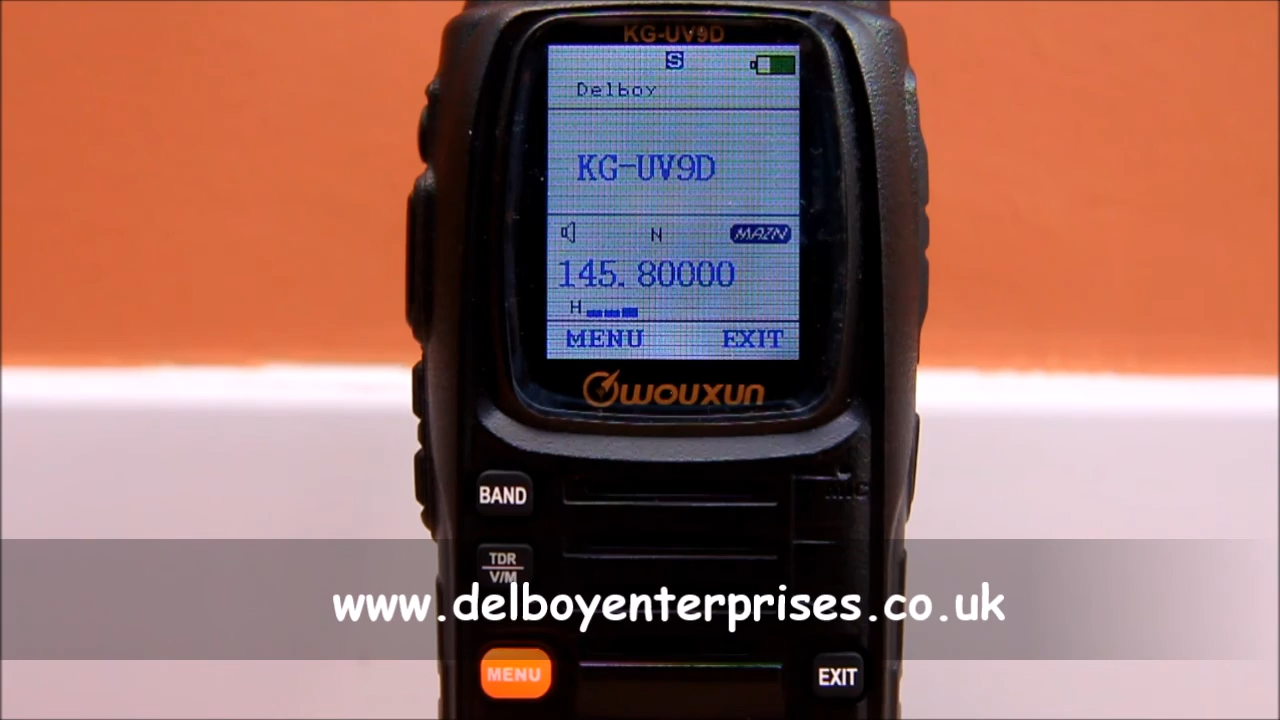 KG-UV9D
S
Delboy
KG-UV9D
N MAIN
145.80000
H
MENU EXIT
WOUXUN
BAND
MIC
TDR
V/M
www.delboyenterprises.co.uk
MENU EXIT